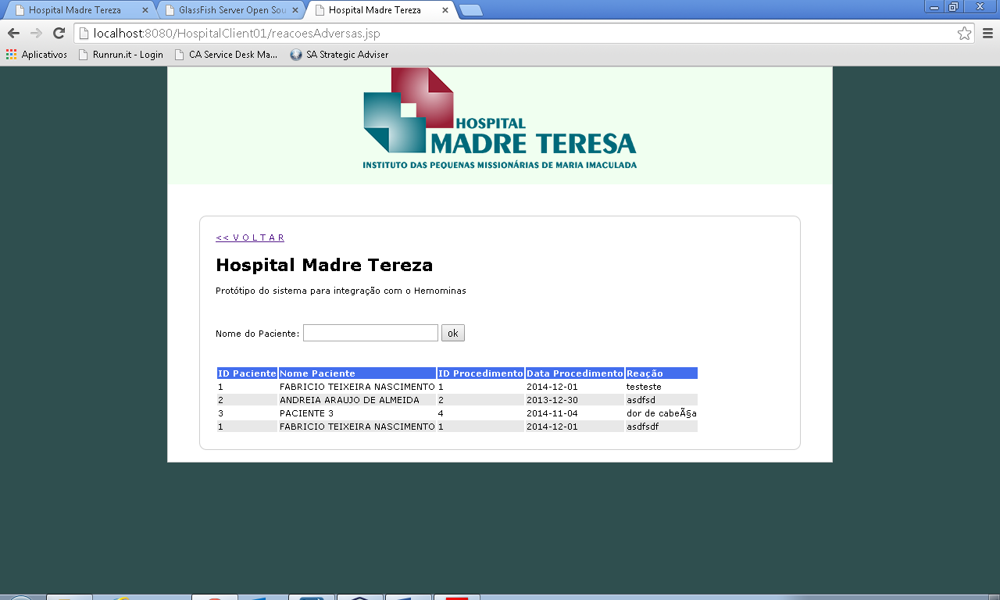 Hospital Madre Tereza
GlassFish Server Open Sou
Hospital Madre Tereza
localhost:8080/HospitalClient01/reacoesAdversas.jsp
Aplicativos Runrun.it - Login CA Service Desk Ma... SA Strategic Adviser
HOSPITAL
MADRE TERESA
INSTITUTO DAS PEQUENAS MISSIONÁRIAS DE MARIA IMACULADA
<< V O L T A R
Hospital Madre Tereza
Protótipo do sistema para integração com o Hemominas
Nome do Paciente: ok
ID Paciente Nome Paciente ID Procedimento Data Procedimento Reação
1 FABRICIO TEIXEIRA NASCIMENTO 1 2014-12-01 testeste
2 ANDREIA ARAUJO DE ALMEIDA 2 2013-12-30 asdfsd
3 PACIENTE 3 4 2014-11-04 dor de cabeÃ§a
1 FABRICIO TEIXEIRA NASCIMENTO 1 2014-12-01 asdfsdf